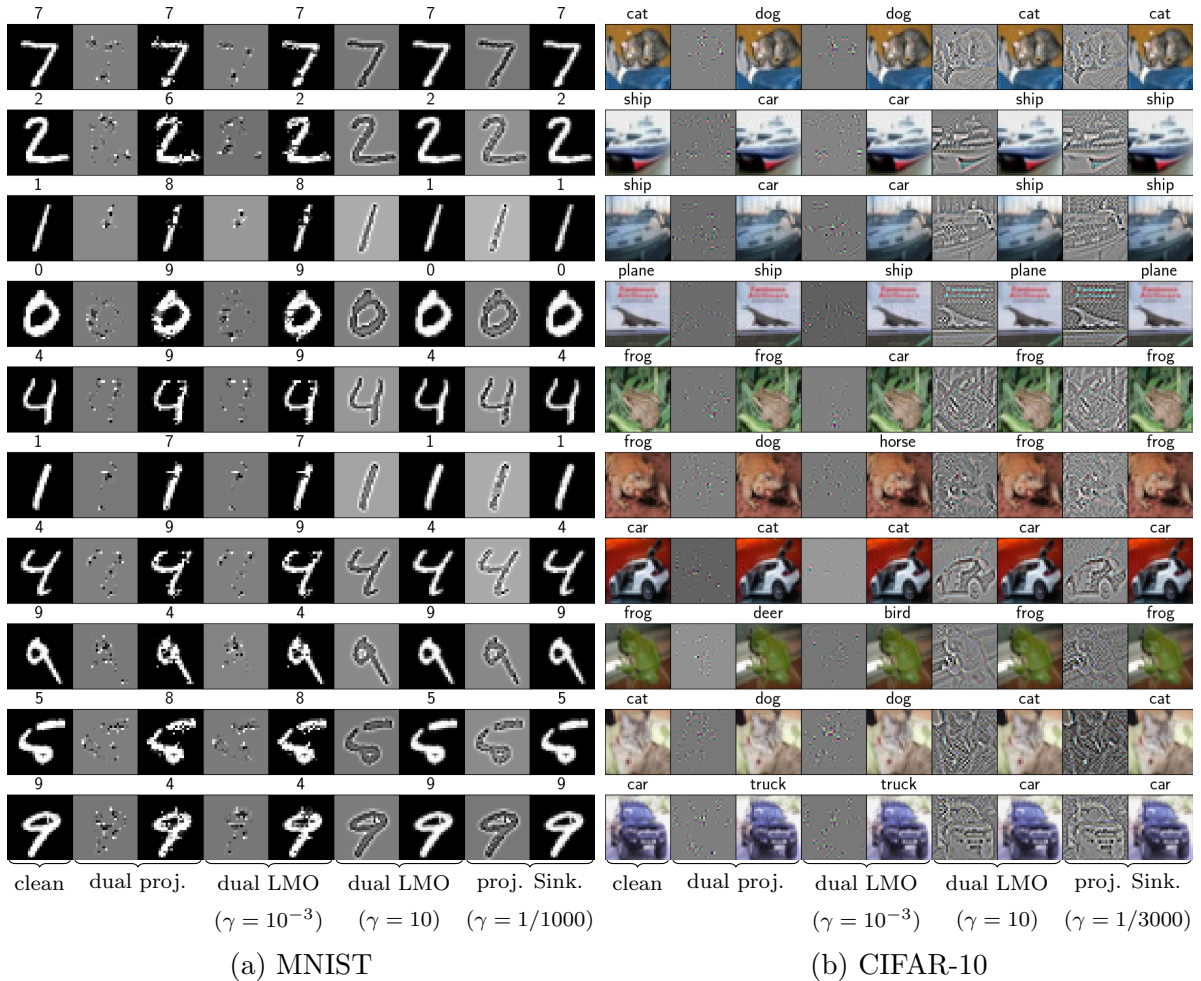 7 7 7 7 7 cat dog dog cat cat
2 6 2 2 2 ship car car ship ship
1 8 8 1 1 ship car car ship ship
0 9 9 0 0 plane ship ship plane plane
4 9 9 4 4 frog frog car frog frog
1 7 7 1 1 frog dog horse frog frog
4 9 9 4 4 car cat cat car car
9 4 4 9 9 frog deer bird frog frog
5 8 8 5 5 cat dog dog cat cat
9 4 4 9 9 car truck truck car car
clean dual proj. dual LMO dual LMO proj. Sink. clean dual proj. dual LMO dual LMO proj. Sink.
(γ = 10⁻³) (γ = 10) (γ = 1/1000) (γ = 10⁻³) (γ = 10) (γ = 1/3000)
(a) MNIST (b) CIFAR-10